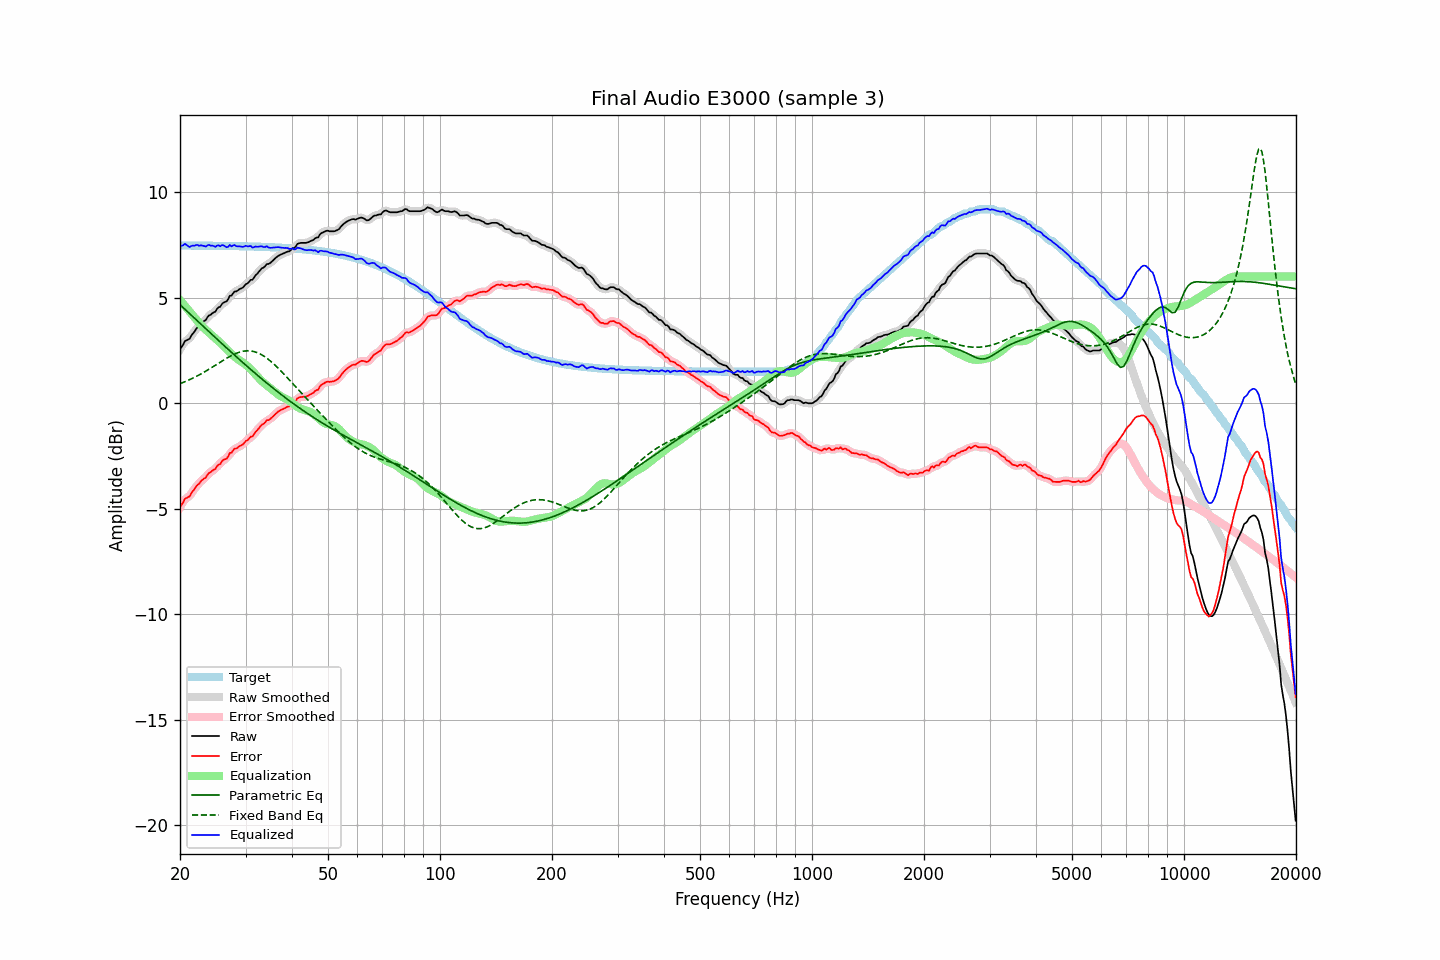 Final Audio E3000 (sample 3)
Amplitude (dBr)
10
5
0
−5
−10
−15
−20
Target
Raw Smoothed
Error Smoothed
Raw
Error
Equalization
Parametric Eq
Fixed Band Eq
Equalized
20 50 100 200 500 1000 2000 5000 10000 20000
Frequency (Hz)